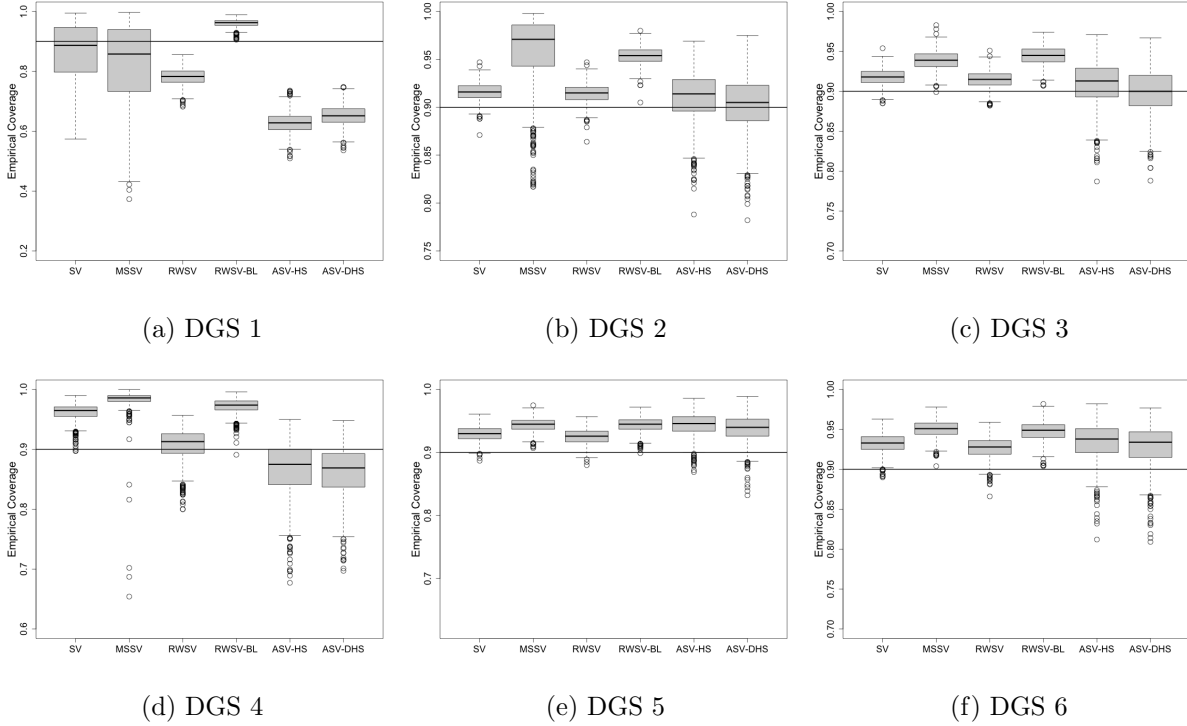 Empirical Coverage
0.2 0.4 0.6 0.8 1.0
SV MSSV RWSV RWSV-BL ASV-HS ASV-DHS
(a) DGS 1
Empirical Coverage
0.75 0.80 0.85 0.90 0.95 1.00
SV MSSV RWSV RWSV-BL ASV-HS ASV-DHS
(b) DGS 2
Empirical Coverage
0.70 0.75 0.80 0.85 0.90 0.95 1.00
SV MSSV RWSV RWSV-BL ASV-HS ASV-DHS
(c) DGS 3
Empirical Coverage
0.6 0.7 0.8 0.9 1.0
SV MSSV RWSV RWSV-BL ASV-HS ASV-DHS
(d) DGS 4
Empirical Coverage
0.7 0.8 0.9 1.0
SV MSSV RWSV RWSV-BL ASV-HS ASV-DHS
(e) DGS 5
Empirical Coverage
0.70 0.75 0.80 0.85 0.90 0.95 1.00
SV MSSV RWSV RWSV-BL ASV-HS ASV-DHS
(f) DGS 6